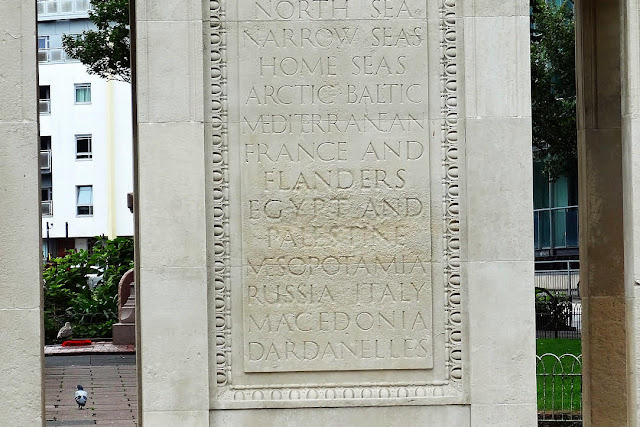 NORTH SEA
NARROW SEAS
HOME SEAS
ARCTIC BALTIC
MEDITERRANEAN
FRANCE AND
FLANDERS
EGYPT AND
PALESTINE
MESOPOTAMIA
RUSSIA ITALY
MACEDONIA
DARDANELLES